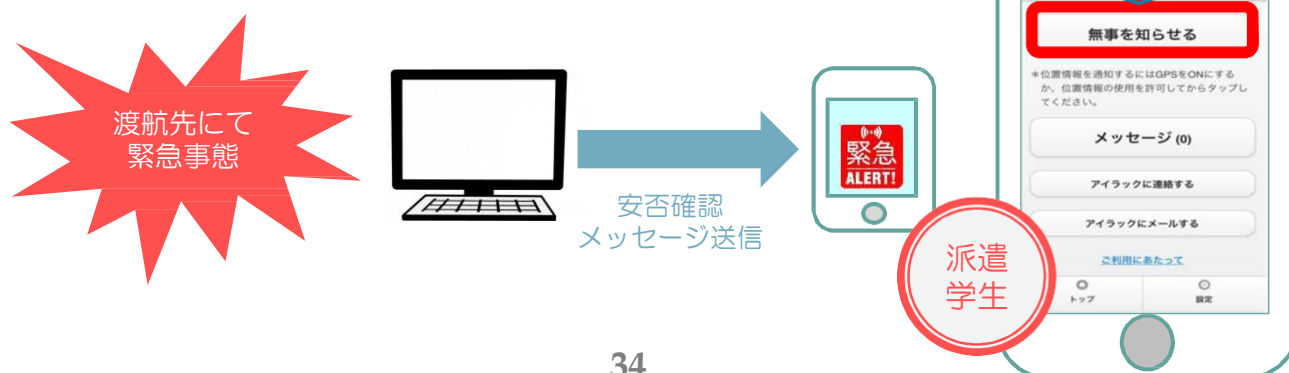 渡航先にて
緊急事態
安否確認
メッセージ送信
緊急
ALERT!
派遣
学生
無事を知らせる
*位置情報を通知するにはGPSをONにする
か、位置情報の使用を許可してからタップし
てください。
メッセージ (0)
アイラックに連絡する
アイラックにメールする
ご利用にあたって
トップ
設定
34